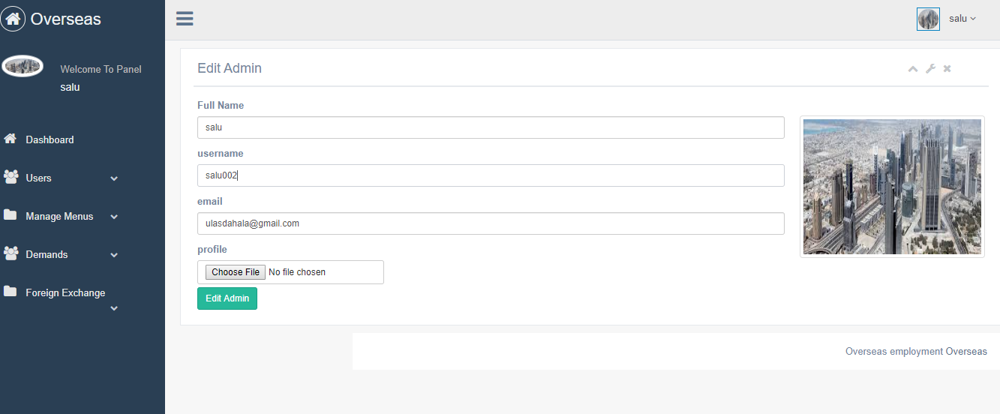 Overseas
salu
Welcome To Panel
salu
Dashboard
Users
Manage Menus
Demands
Foreign Exchange
Edit Admin
Full Name
salu
username
salu002
email
ulasdahala@gmail.com
profile
Choose File No file chosen
Edit Admin
Overseas employment Overseas